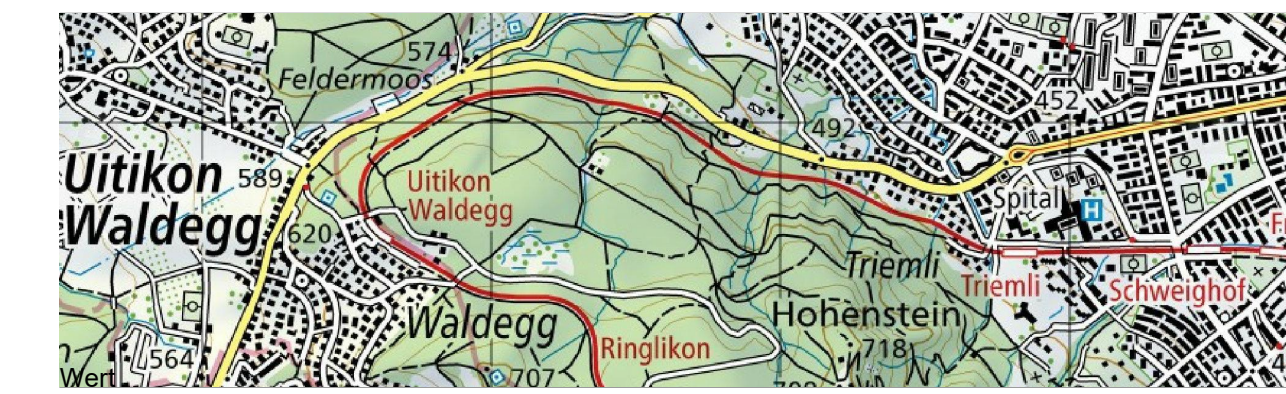 574
Feldermoos
452
492
Uitikon
Waldegg
589
Uitikon
Waldegg
Spital
H
620
Triemli
Triemli
Schweighof
Hohenstein
Waldegg
718
Ringlikon
564
Wert
707